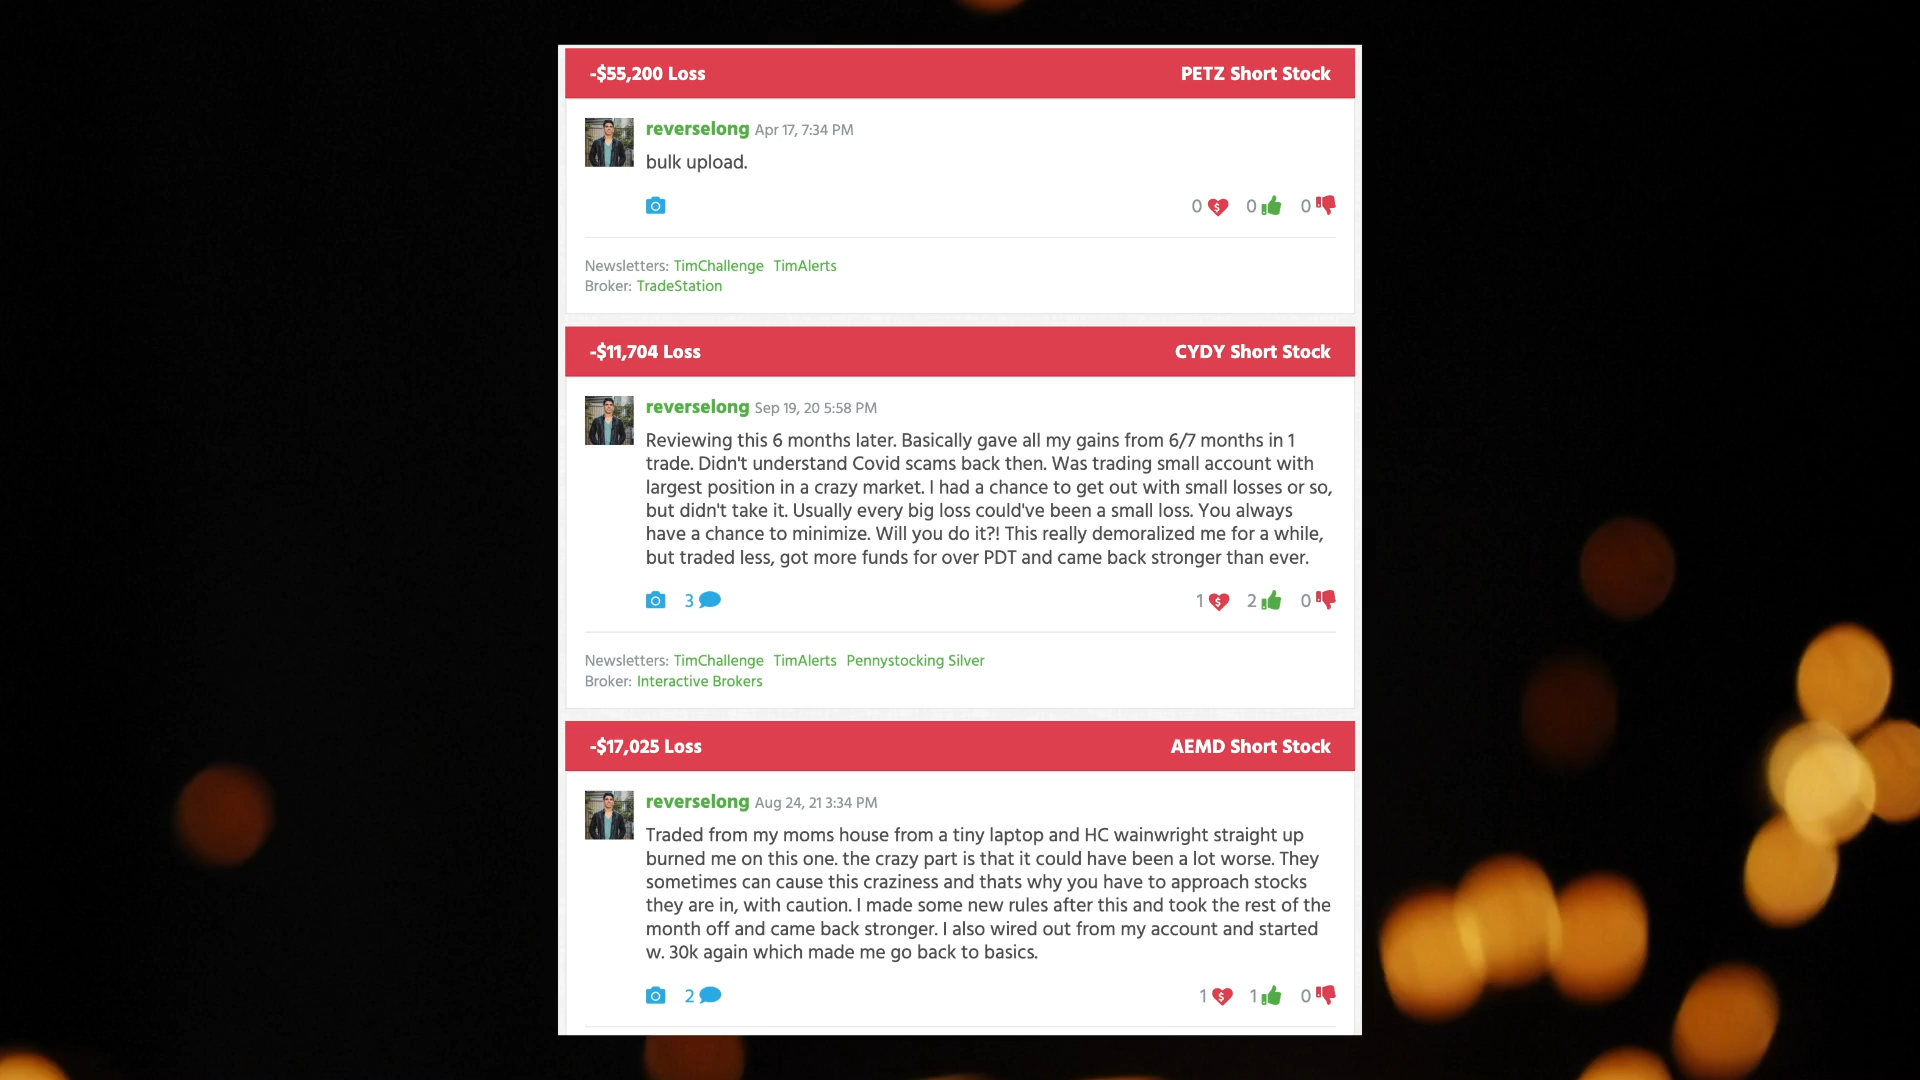 -$55,200 Loss PETZ Short Stock
reverselong Apr 17, 7:34 PM
bulk upload.
0 0 0
Newsletters: TimChallenge TimAlerts
Broker: TradeStation
-$11,704 Loss CYDY Short Stock
reverselong Sep 19, 20 5:58 PM
Reviewing this 6 months later. Basically gave all my gains from 6/7 months in 1
trade. Didn't understand Covid scams back then. Was trading small account with
largest position in a crazy market. I had a chance to get out with small losses or so,
but didn't take it. Usually every big loss could've been a small loss. You always
have a chance to minimize. Will you do it?! This really demoralized me for a while,
but traded less, got more funds for over PDT and came back stronger than ever.
3 1 2 0
Newsletters: TimChallenge TimAlerts Pennystocking Silver
Broker: Interactive Brokers
-$17,025 Loss AEMD Short Stock
reverselong Aug 24, 21 3:34 PM
Traded from my moms house from a tiny laptop and HC wainwright straight up
burned me on this one. the crazy part is that it could have been a lot worse. They
sometimes can cause this craziness and thats why you have to approach stocks
they are in, with caution. I made some new rules after this and took the rest of the
month off and came back stronger. I also wired out from my account and started
w. 30k again which made me go back to basics.
2 1 1 0